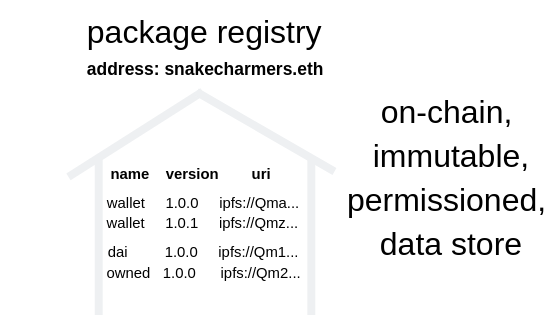 package registry
address: snakecharmers.eth
name version uri
wallet 1.0.0 ipfs://Qma...
wallet 1.0.1 ipfs://Qmz...
dai 1.0.0 ipfs://Qm1...
owned 1.0.0 ipfs://Qm2...
on-chain,
immutable,
permissioned,
data store